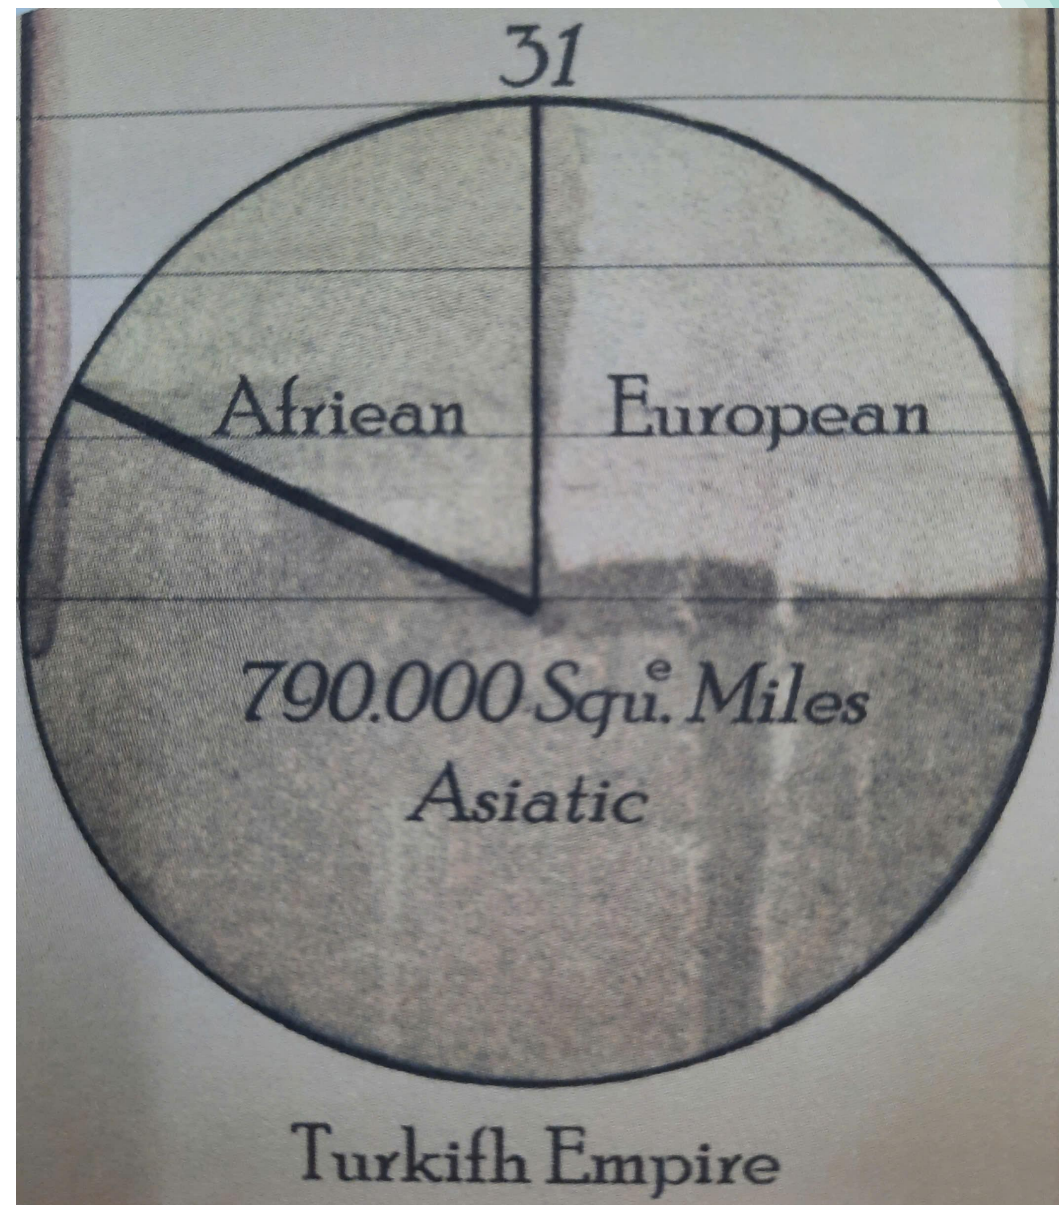 31
Afriean
European
790.000 Squ.ͤ Miles
Asiatic
Turkifh Empire